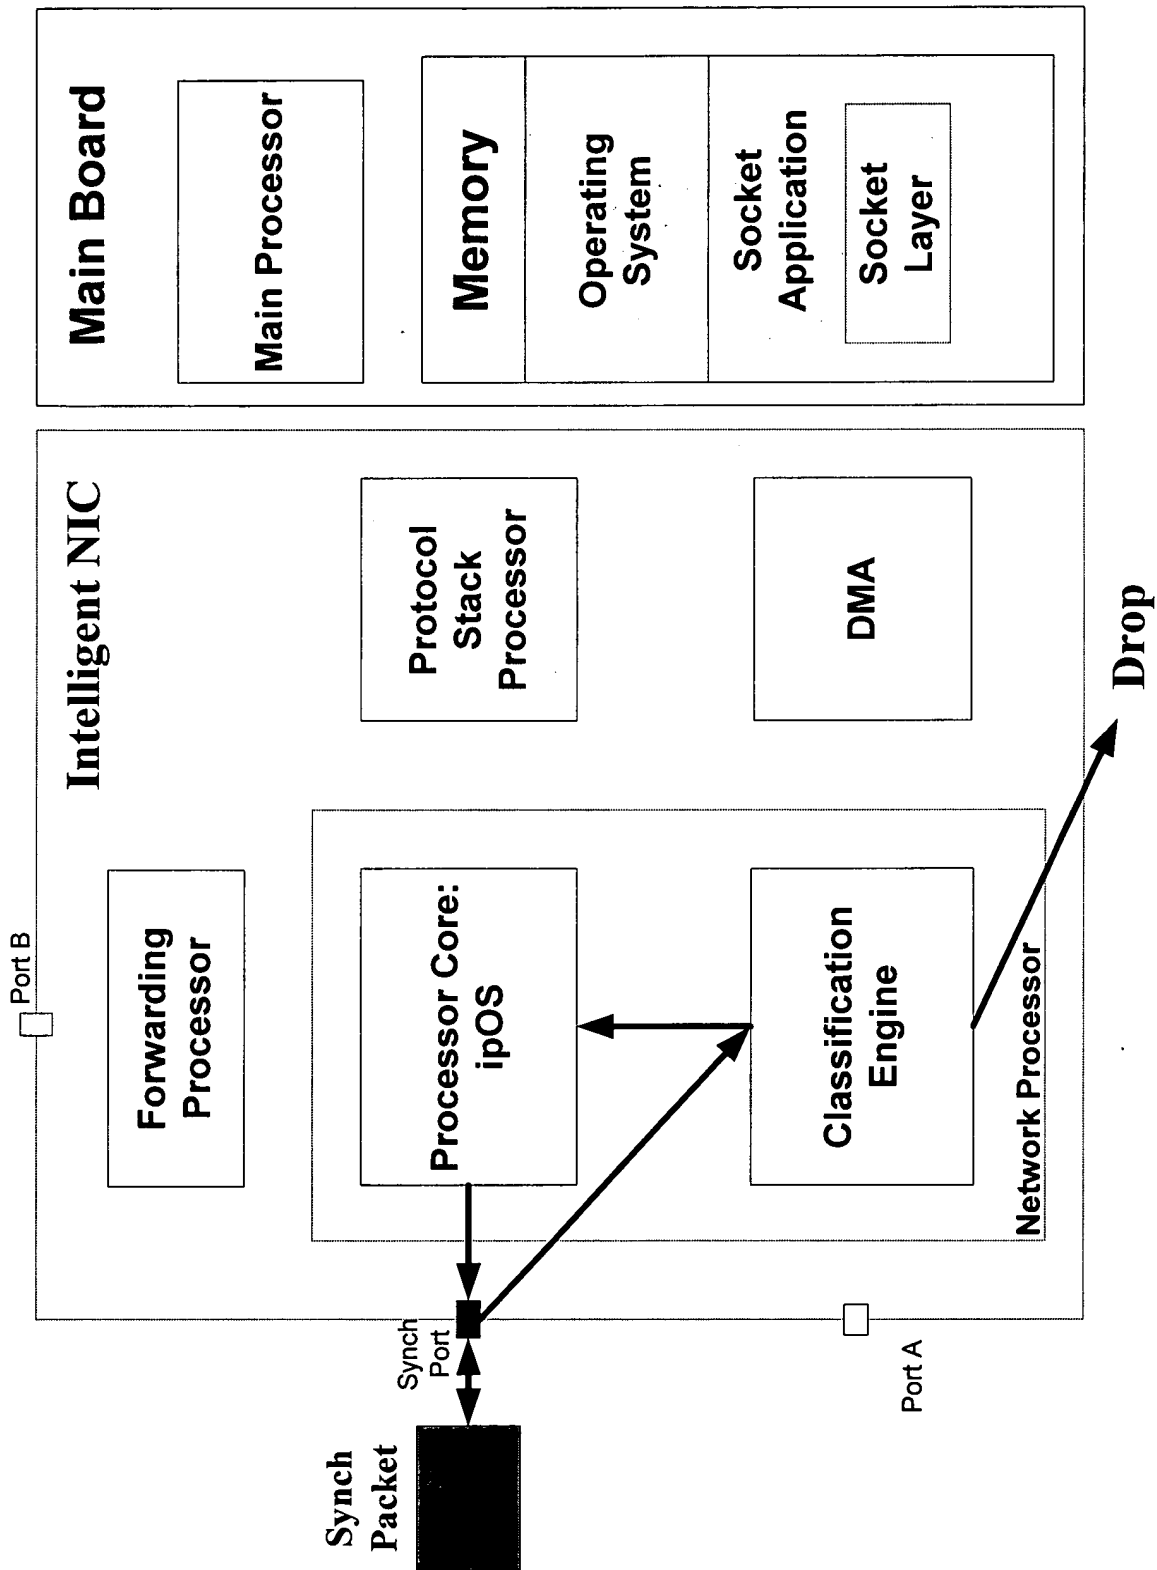 Main Board
Main Processor
Memory
Operating
System
Socket
Application
Socket
Layer
Intelligent NIC
Protocol
Stack
Processor
DMA
Drop
Port B
Forwarding
Processor
Processor Core:
ipOS
Classification
Engine
Network Processor
Synch
Port
Port A
Synch
Packet